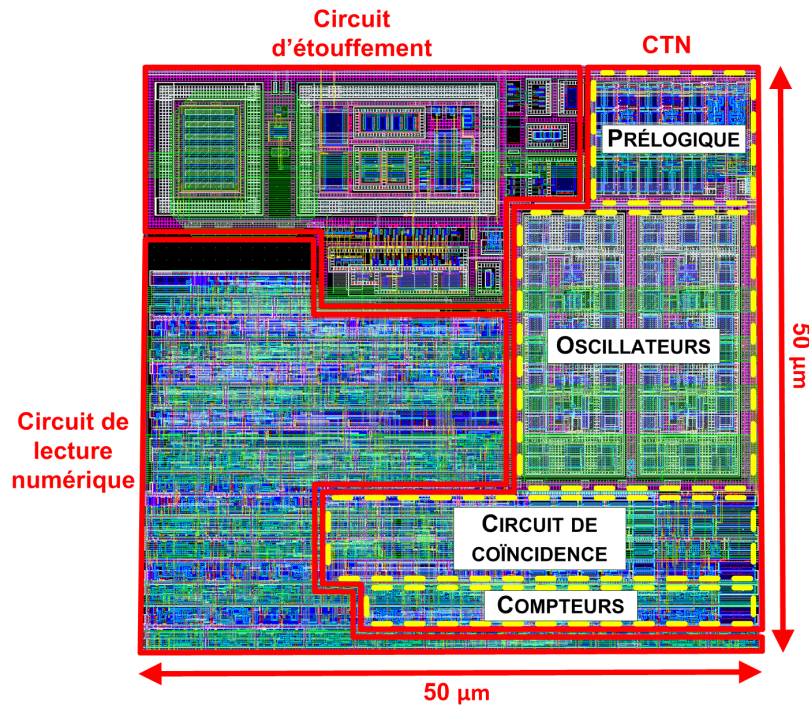 Circuit
d'étouffement
CTN
PRÉLOGIQUE
OSCILLATEURS
50 µm
Circuit de
lecture
numérique
CIRCUIT DE
COÏNCIDENCE
COMPTEURS
50 µm